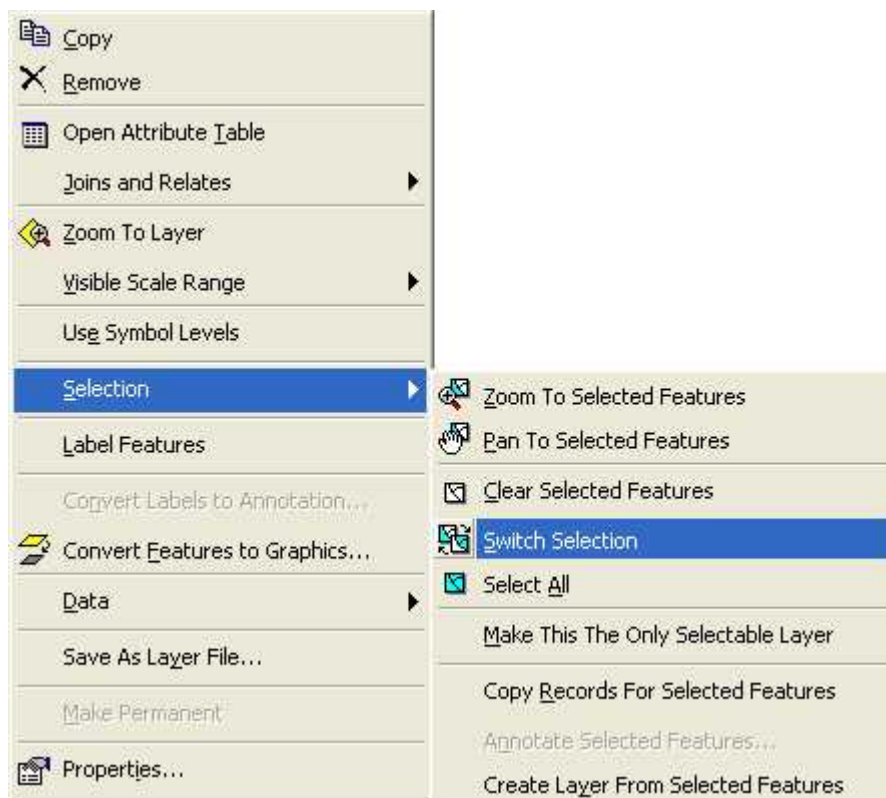 Copy
Remove
Open Attribute Table
Joins and Relates
Zoom To Layer
Visible Scale Range
Use Symbol Levels
Selection
Label Features
Convert Labels to Annotation...
Convert Features to Graphics...
Data
Save As Layer File...
Make Permanent
Properties...
Zoom To Selected Features
Pan To Selected Features
Clear Selected Features
Switch Selection
Select All
Make This The Only Selectable Layer
Copy Records For Selected Features
Annotate Selected Features...
Create Layer From Selected Features